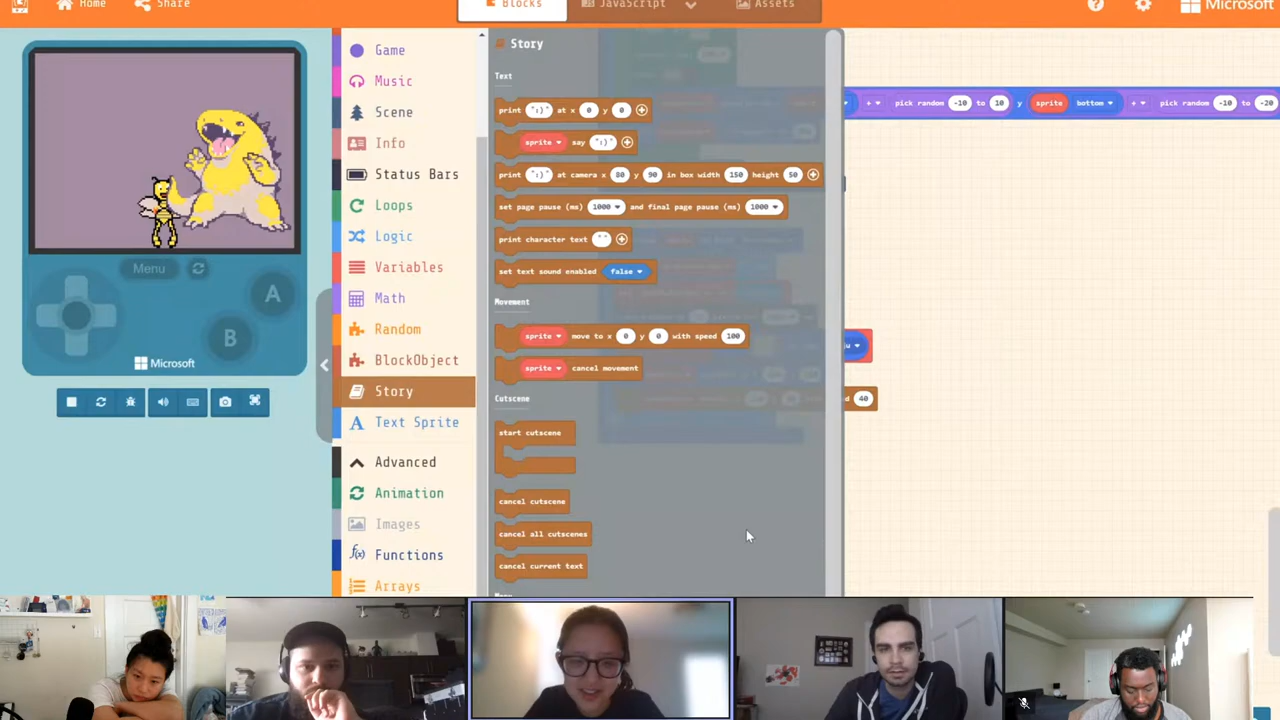 Home Share Blocks JavaScript Assets Microsoft
Menu
A
B
Microsoft
Game
Music
Scene
Info
Status Bars
Loops
Logic
Variables
Math
Random
BlockObject
Story
Text Sprite
Advanced
Animation
Images
Functions
Arrays
Story
Text
print ":)" at x 0 y 0
sprite say ":)"
print ":)" at camera x 80 y 90 in box width 150 height 50
set page pause (ms) 1000 and final page pause (ms) 1000
print character text " "
set text sound enabled false
Movement
sprite move to x 0 y 0 with speed 100
sprite cancel movement
Cutscene
start cutscene
cancel cutscene
cancel all cutscenes
cancel current text
+ pick random -10 to 10 y sprite bottom + pick random -10 to -20
40